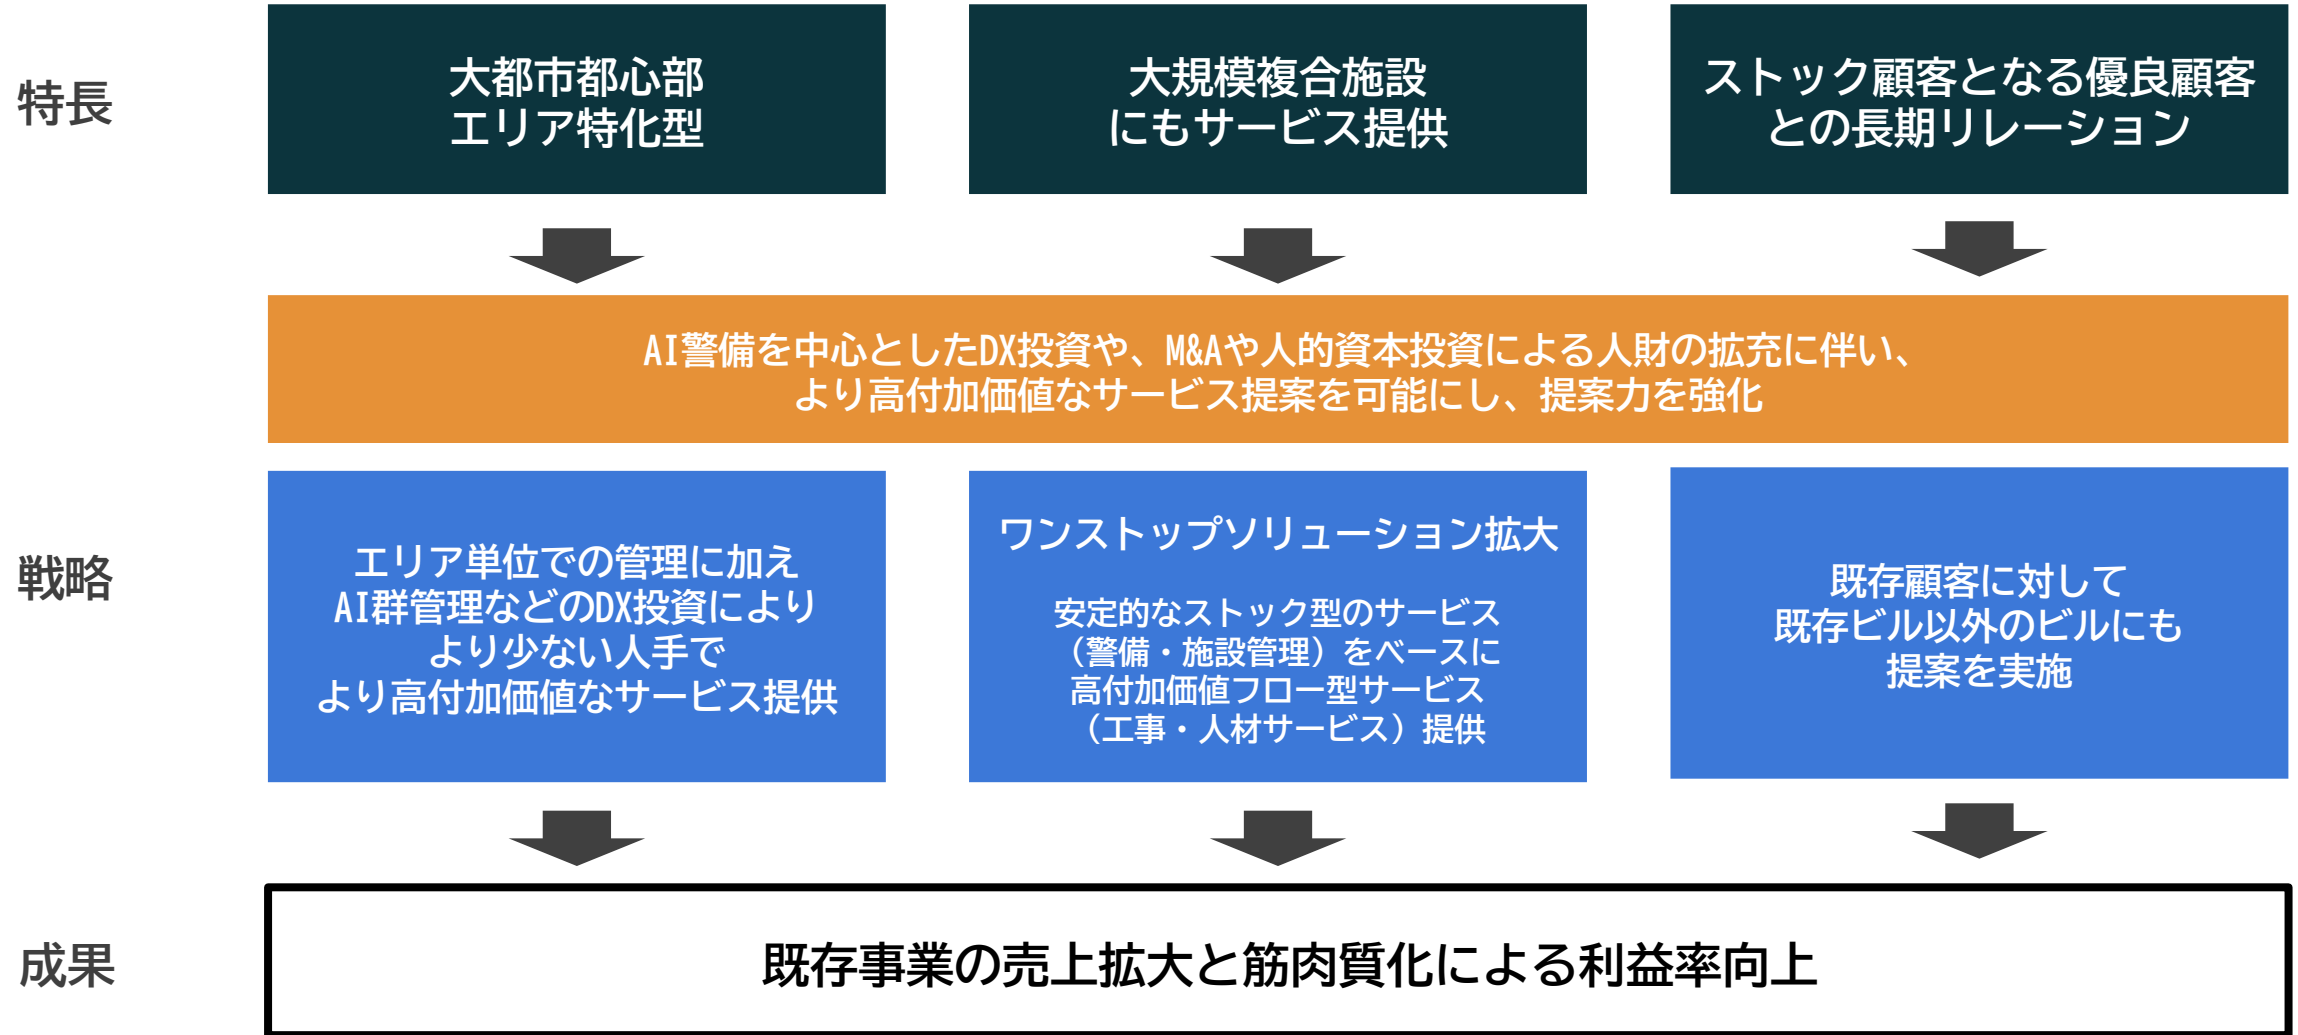 特長
大都市都心部
エリア特化型
大規模複合施設
にもサービス提供
ストック顧客となる優良顧客
との長期リレーション
AI警備を中心としたDX投資や、M&Aや人的資本投資による人財の拡充に伴い、
より高付加価値なサービス提案を可能にし、提案力を強化
戦略
エリア単位での管理に加え
AI群管理などのDX投資により
より少ない人手で
より高付加価値なサービス提供
ワンストップソリューション拡大
安定的なストック型のサービス
（警備・施設管理）をベースに
高付加価値フロー型サービス
（工事・人材サービス）提供
既存顧客に対して
既存ビル以外のビルにも
提案を実施
成果
既存事業の売上拡大と筋肉質化による利益率向上